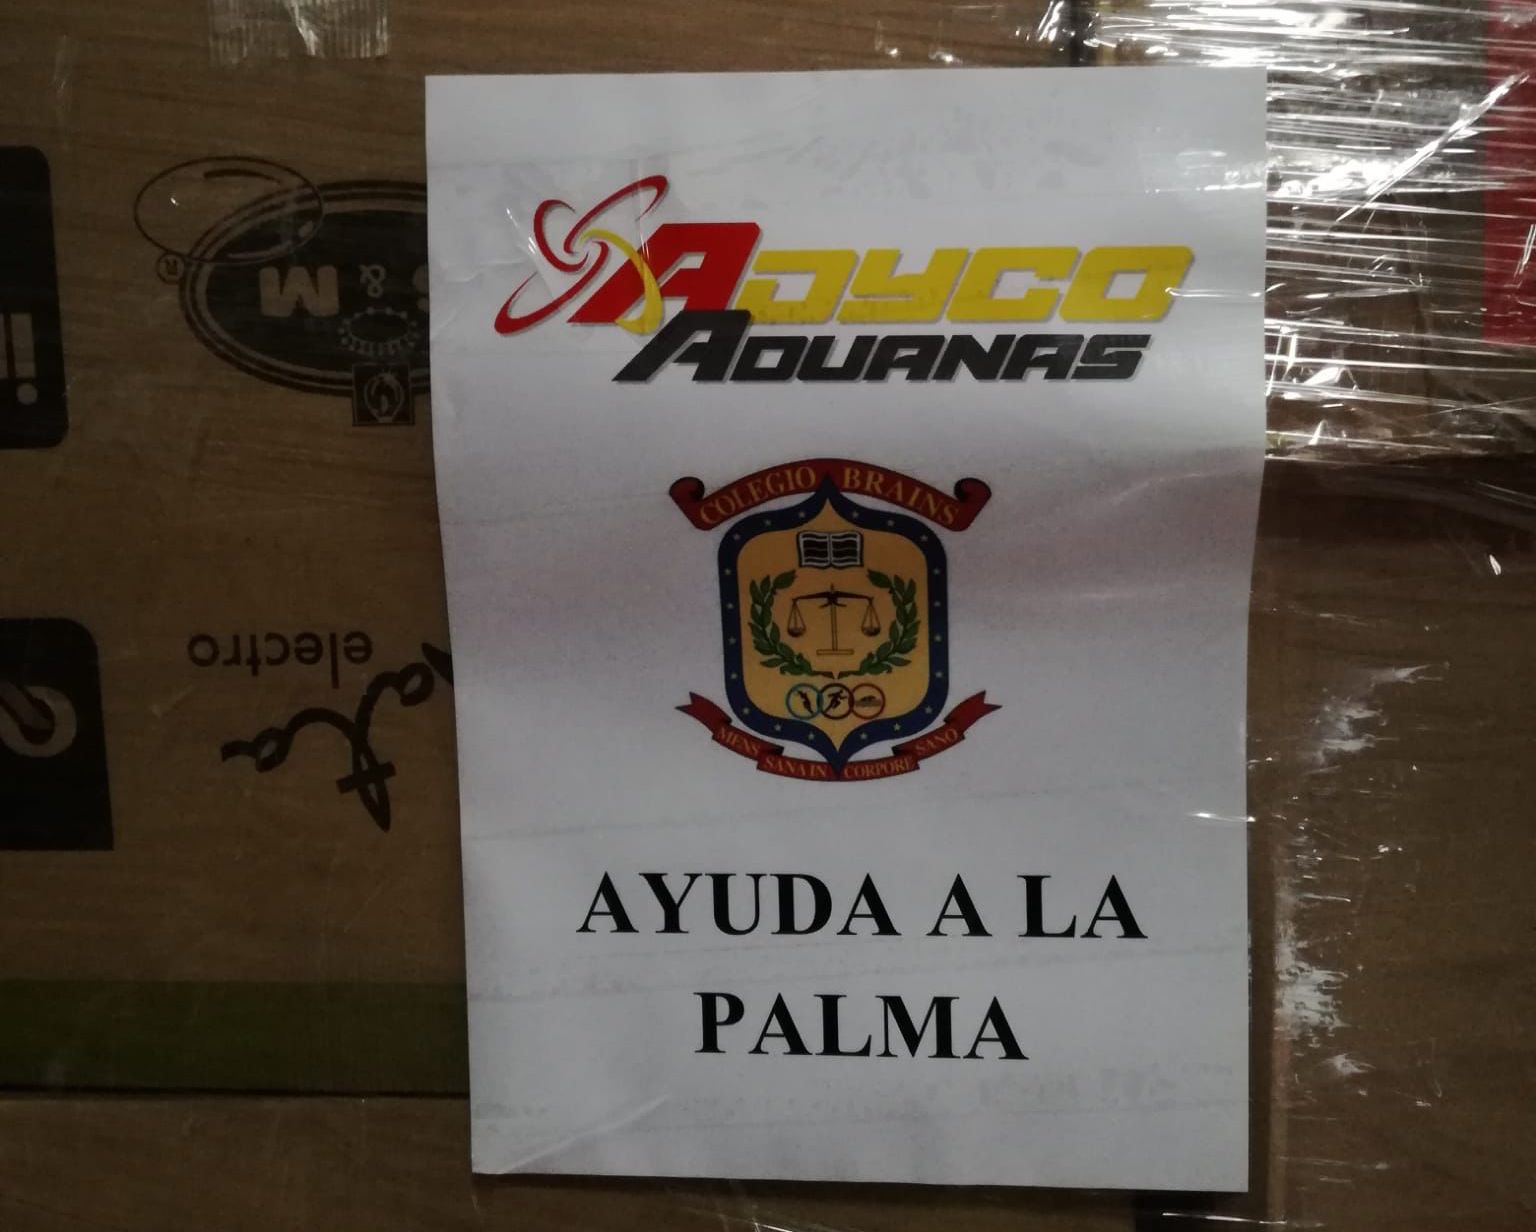 ADYCO
ADUANAS
COLEGIO BRAINS
MENS SANA IN CORPORE SANO
AYUDA A LA
PALMA
& M
electro